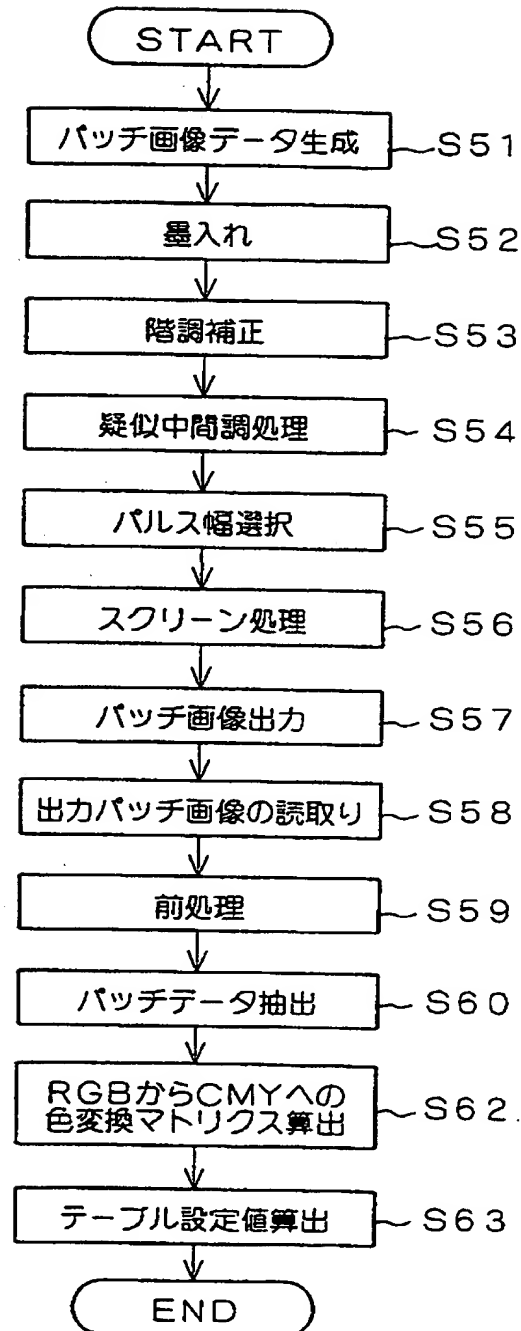 START
パッチ画像データ生成 S51
墨入れ S52
階調補正 S53
疑似中間調処理 S54
パルス幅選択 S55
スクリーン処理 S56
パッチ画像出力 S57
出力パッチ画像の読取り S58
前処理 S59
パッチデータ抽出 S60
RGBからCMYへの
色変換マトリクス算出 S62
テーブル設定値算出 S63
END